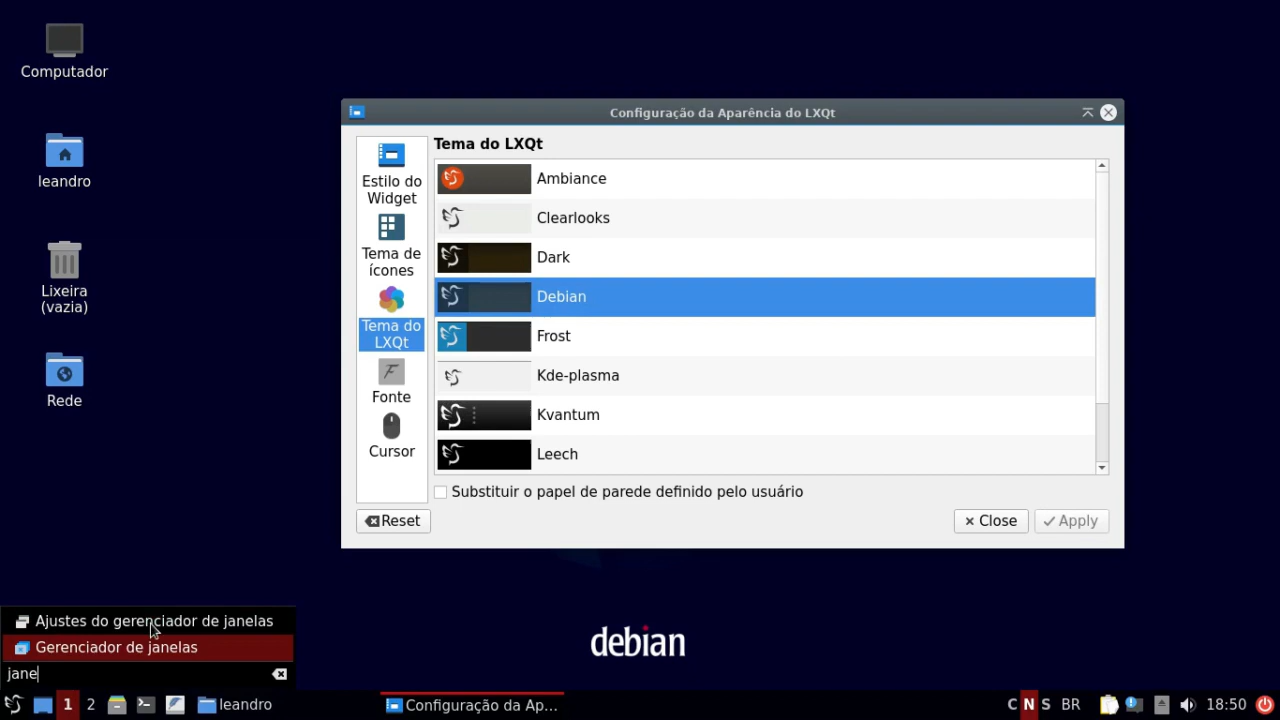 Computador
leandro
Lixeira
(vazia)
Rede
Configuração da Aparência do LXQt
Estilo do
Widget
Tema de
ícones
Tema do
LXQt
Fonte
Cursor
Tema do LXQt
Ambiance
Clearlooks
Dark
Debian
Frost
Kde-plasma
Kvantum
Leech
Substituir o papel de parede definido pelo usuário
Reset
Close
Apply
debian
Ajustes do gerenciador de janelas
Gerenciador de janelas
jane
1 2 leandro Configuração da Ap... C N S BR 18:50